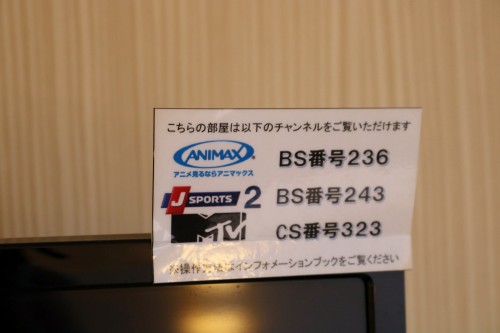 こちらの部屋は以下のチャンネルをご覧いただけます
ANIMAX BS番号236
アニメ見るならアニマックス
J SPORTS 2 BS番号243
MTV CS番号323
※操作方法はインフォメーションブックをご覧ください